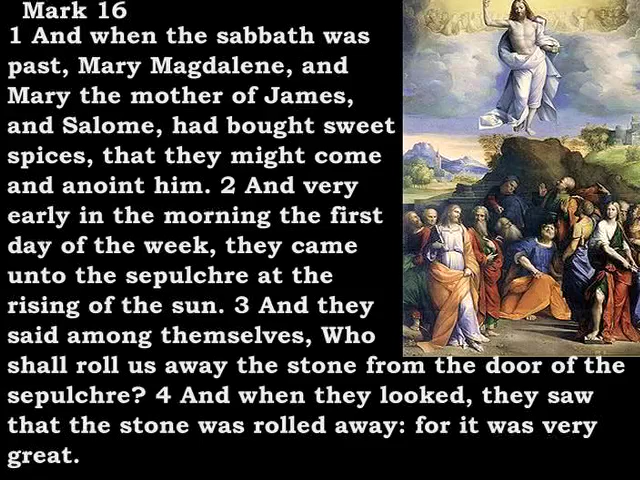 Mark 16
1 And when the sabbath was
past, Mary Magdalene, and
Mary the mother of James,
and Salome, had bought sweet
spices, that they might come
and anoint him. 2 And very
early in the morning the first
day of the week, they came
unto the sepulchre at the
rising of the sun. 3 And they
said among themselves, Who
shall roll us away the stone from the door of the
sepulchre? 4 And when they looked, they saw
that the stone was rolled away: for it was very
great.